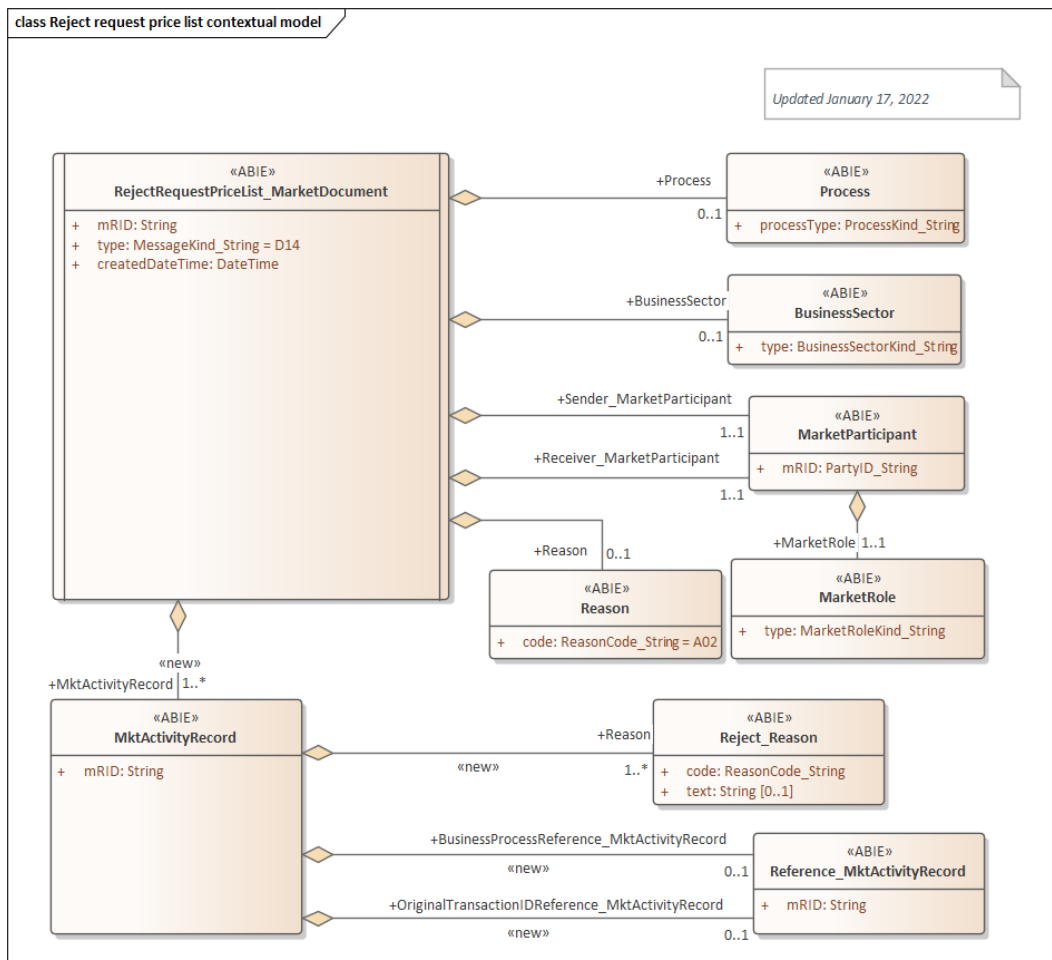 class Reject request price list contextual model
Updated January 17, 2022
«ABIE»
RejectRequestPriceList_MarketDocument
+ mRID: String
+ type: MessageKind_String = D14
+ createdDateTime: DateTime
+Process
0..1
«ABIE»
Process
+ processType: ProcessKind_String
+BusinessSector
0..1
«ABIE»
BusinessSector
+ type: BusinessSectorKind_String
+Sender_MarketParticipant
1..1
+Receiver_MarketParticipant
1..1
«ABIE»
MarketParticipant
+ mRID: PartyID_String
+MarketRole 1..1
«ABIE»
MarketRole
+ type: MarketRoleKind_String
+Reason 0..1
«ABIE»
Reason
+ code: ReasonCode_String = A02
«new»
+MktActivityRecord 1..*
«ABIE»
MktActivityRecord
+ mRID: String
+Reason
«new» 1..*
«ABIE»
Reject_Reason
+ code: ReasonCode_String
+ text: String [0..1]
+BusinessProcessReference_MktActivityRecord
«new» 0..1
+OriginalTransactionIDReference_MktActivityRecord
«new» 0..1
«ABIE»
Reference_MktActivityRecord
+ mRID: String